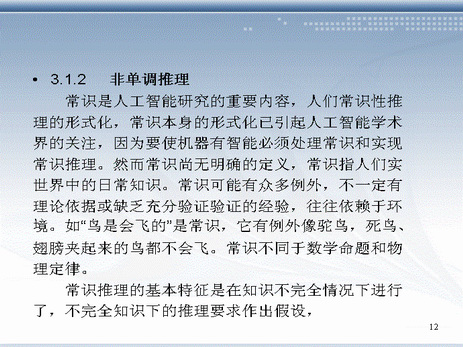 • 3.1.2 非单调推理
常识是人工智能研究的重要内容，人们常识性推
理的形式化，常识本身的形式化已引起人工智能学术
界的关注，因为要使机器有智能必须处理常识和实现
常识推理。然而常识尚无明确的定义，常识指人们实
世界中的日常知识。常识可能有众多例外，不一定有
理论依据或缺乏充分验证验证的经验，往往依赖于环
境。如“鸟是会飞的”是常识，它有例外像驼鸟，死鸟、
翅膀夹起来的鸟都不会飞。常识不同于数学命题和物
理定律。
常识推理的基本特征是在知识不完全情况下进行
了，不完全知识下的推理要求作出假设，
12